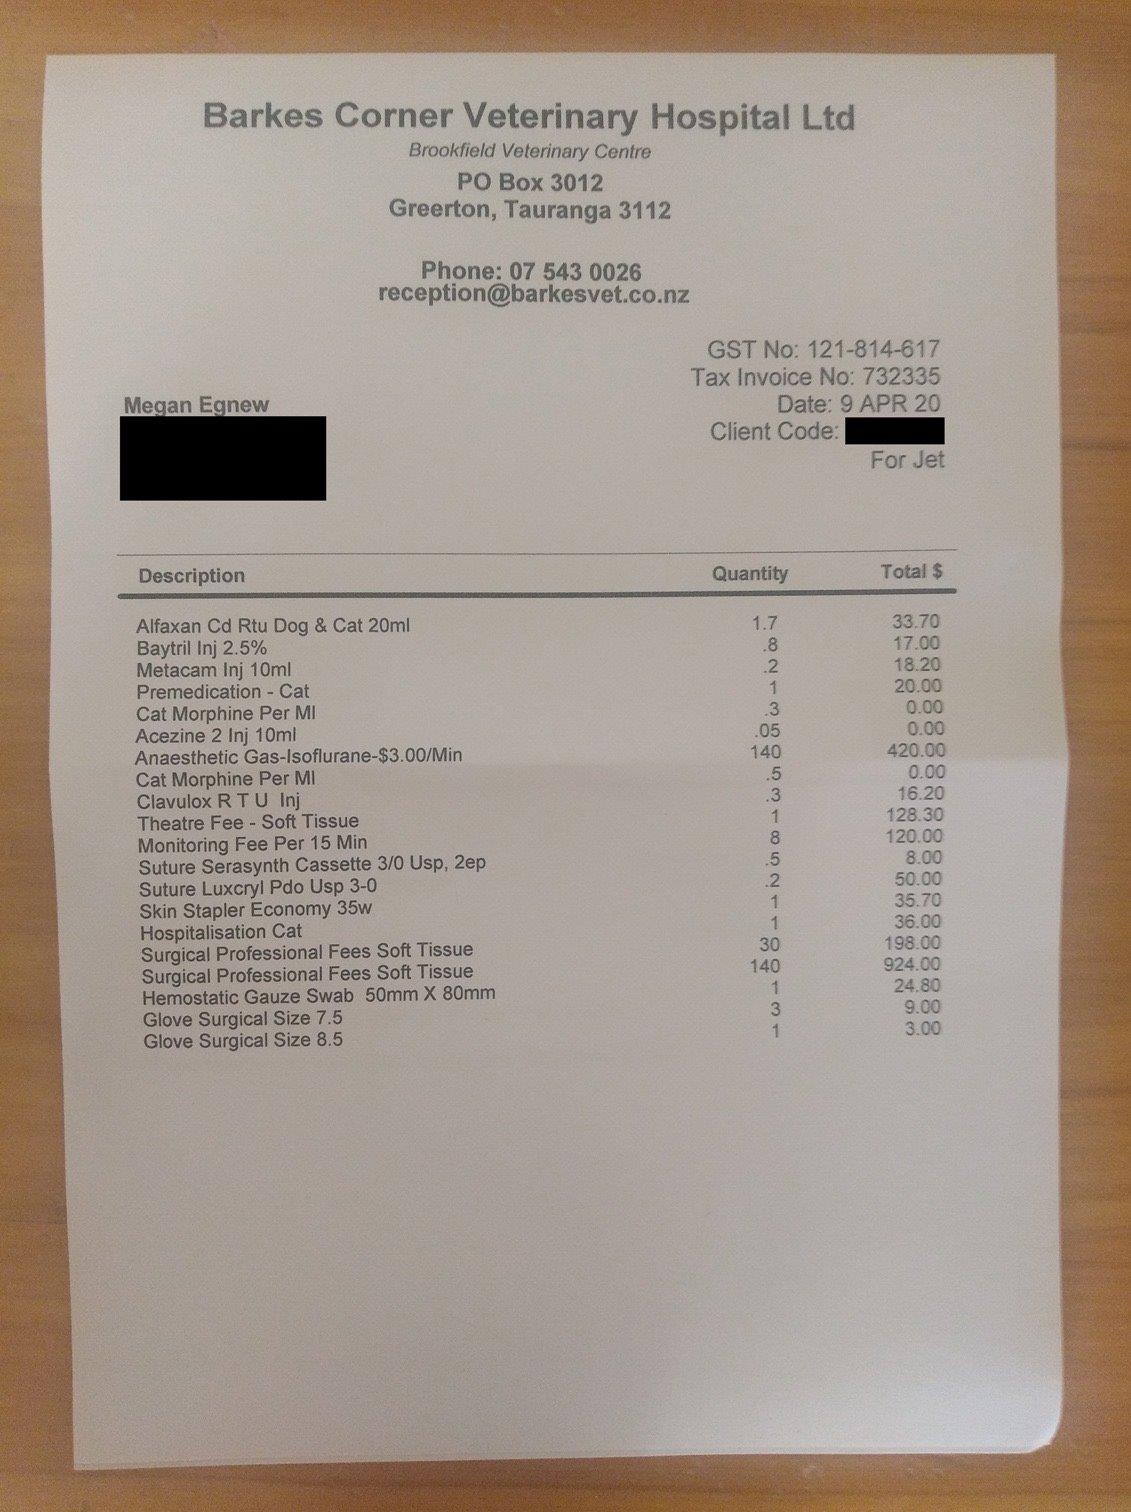 Barkes Corner Veterinary Hospital Ltd
Brookfield Veterinary Centre
PO Box 3012
Greerton, Tauranga 3112
Phone: 07 543 0026
reception@barkesvet.co.nz
GST No: 121-814-617
Tax Invoice No: 732335
Date: 9 APR 20
Client Code:
For Jet
Megan Egnew
Description Quantity Total $
Alfaxan Cd Rtu Dog & Cat 20ml 1.7 33.70
Baytril Inj 2.5% .8 17.00
Metacam Inj 10ml .2 18.20
Premedication - Cat 1 20.00
Cat Morphine Per Ml .3 0.00
Acezine 2 Inj 10ml .05 0.00
Anaesthetic Gas-Isoflurane-$3.00/Min 140 420.00
Cat Morphine Per Ml .5 0.00
Clavulox R T U Inj .3 16.20
Theatre Fee - Soft Tissue 1 128.30
Monitoring Fee Per 15 Min 8 120.00
Suture Serasynth Cassette 3/0 Usp, 2ep .5 8.00
Suture Luxcryl Pdo Usp 3-0 .2 50.00
Skin Stapler Economy 35w 1 35.70
Hospitalisation Cat 1 36.00
Surgical Professional Fees Soft Tissue 30 198.00
Surgical Professional Fees Soft Tissue 140 924.00
Hemostatic Gauze Swab 50mm X 80mm 1 24.80
Glove Surgical Size 7.5 3 9.00
Glove Surgical Size 8.5 1 3.00